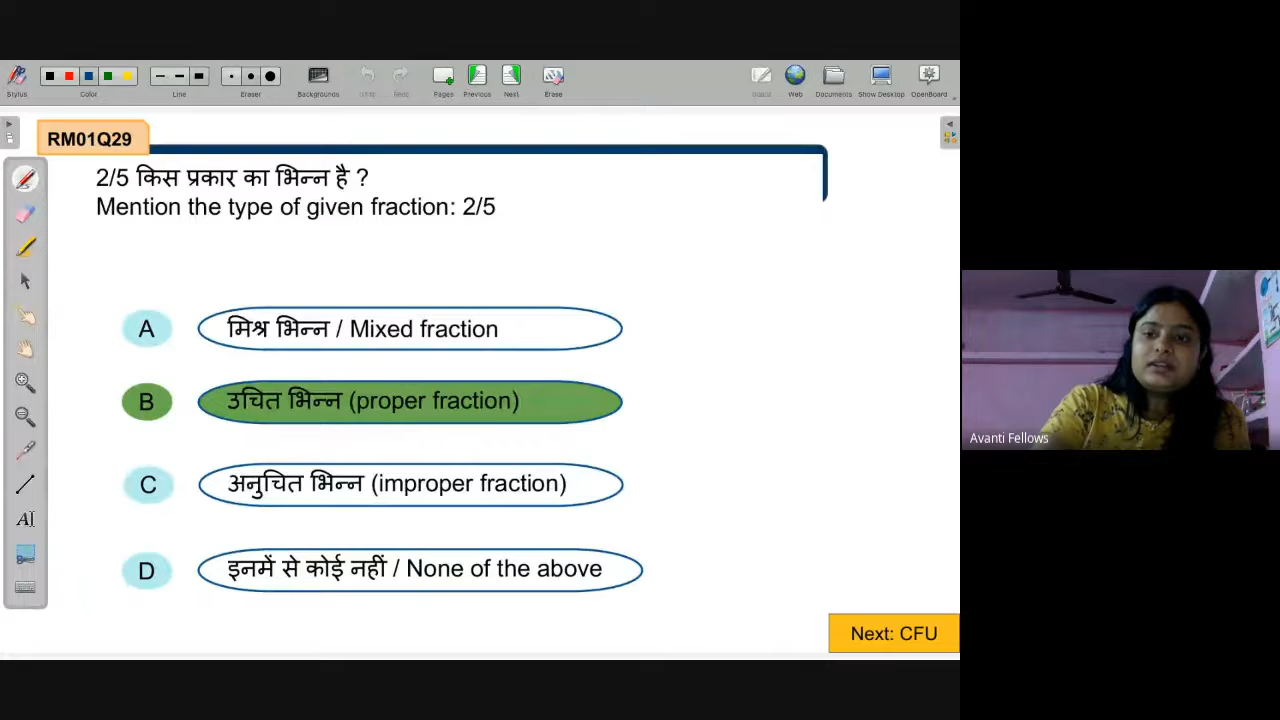 Stylus
Color
Line
Eraser
Backgrounds
Redo
Pages
Previous
Next
Erase
Board
Web
Documents
Show Desktop
OpenBoard
RM01Q29
2/5 किस प्रकार का भिन्न है ?
Mention the type of given fraction: 2/5
A मिश्र भिन्न / Mixed fraction
B उचित भिन्न (proper fraction)
C अनुचित भिन्न (improper fraction)
D इनमें से कोई नहीं / None of the above
AI
Next: CFU
Avanti Fellows